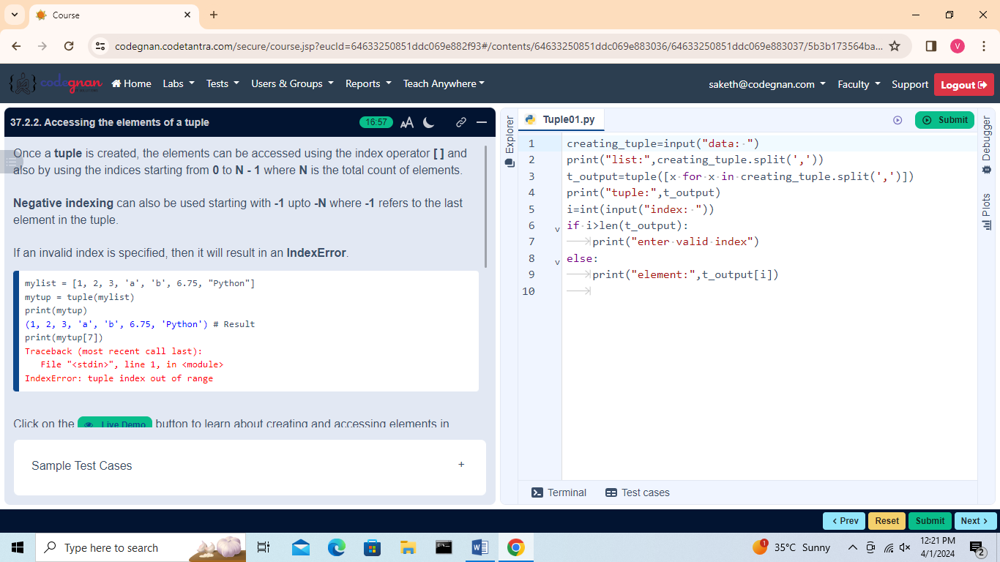 Course
codegnan.codetantra.com/secure/course.jsp?eucId=64633250851ddc069e882f93#/contents/64633250851ddc069e883036/64633250851ddc069e883037/5b3b173564ba...
V
codegnan
Home Labs Tests Users & Groups Reports Teach Anywhere
saketh@codegnan.com Faculty Support Logout
37.2.2. Accessing the elements of a tuple 16:57 AA
Once a tuple is created, the elements can be accessed using the index operator [ ] and
also by using the indices starting from 0 to N - 1 where N is the total count of elements.
Negative indexing can also be used starting with -1 upto -N where -1 refers to the last
element in the tuple.
If an invalid index is specified, then it will result in an IndexError.
mylist = [1, 2, 3, 'a', 'b', 6.75, "Python"]
mytup = tuple(mylist)
print(mytup)
(1, 2, 3, 'a', 'b', 6.75, 'Python') # Result
print(mytup[7])
Traceback (most recent call last):
File "<stdin>", line 1, in <module>
IndexError: tuple index out of range
Click on the Live Demo button to learn about creating and accessing elements in
Sample Test Cases +
Explorer
Tuple01.py
Submit
1 creating_tuple=input("data: ")
2 print("list:",creating_tuple.split(','))
3 t_output=tuple([x for x in creating_tuple.split(',')])
4 print("tuple:",t_output)
5 i=int(input("index: "))
6 if i>len(t_output):
7 print("enter valid index")
8 else:
9 print("element:",t_output[i])
10
Debugger
Plots
Terminal Test cases
< Prev Reset Submit Next >
Type here to search
1 35°C Sunny
12:21 PM
4/1/2024
2